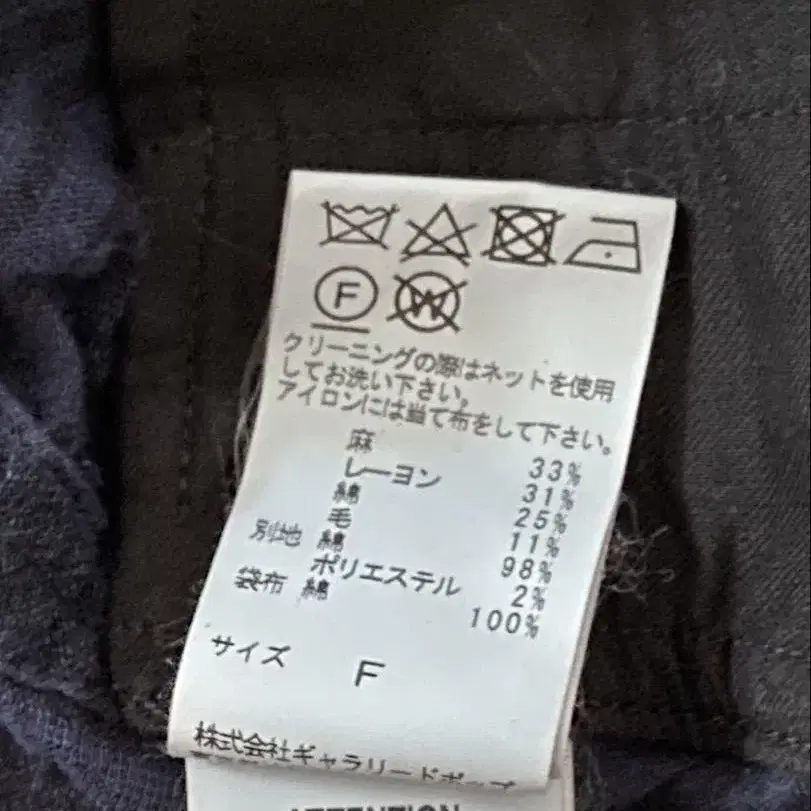 F W
クリーニングの際はネットを使用
してお洗い下さい。
アイロンには当て布をして下さい。
麻 33%
レーヨン 31%
綿 25%
毛 11%
別地 綿 98%
ポリエステル 2%
袋布 綿 100%
サイズ F
株式会社ギャラリードポップ
ATTENTION